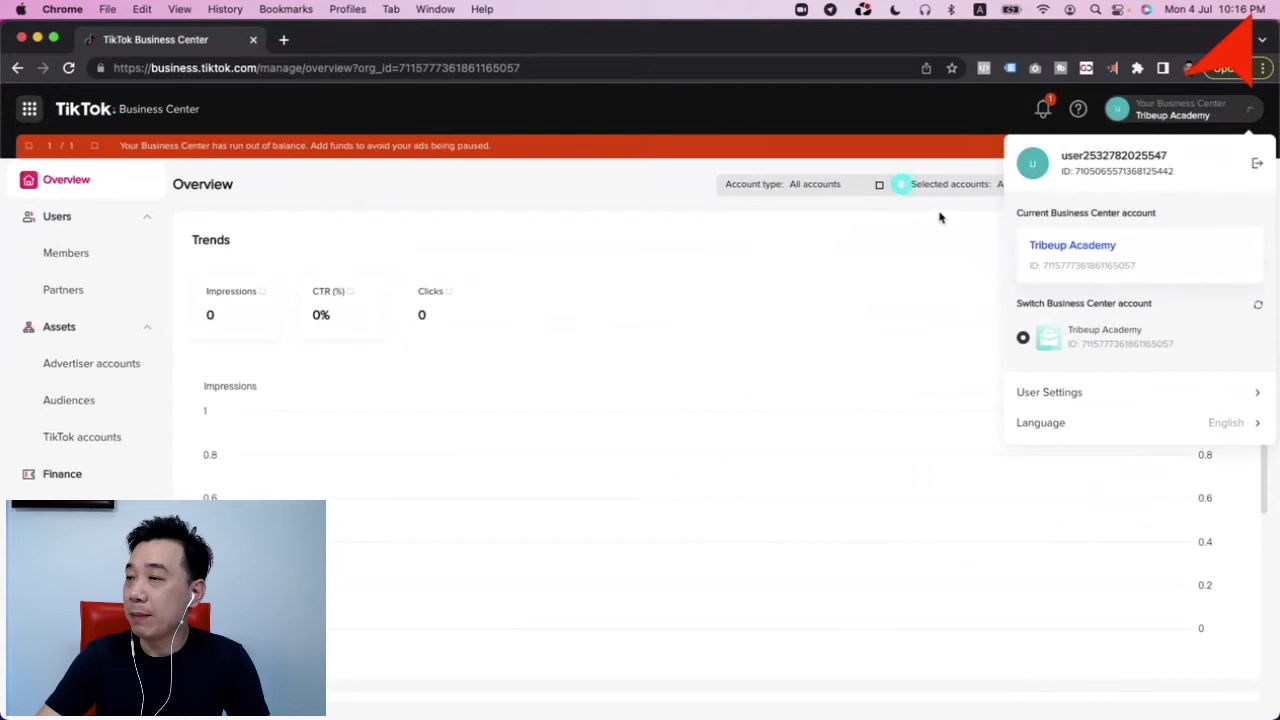 Chrome File Edit View History Bookmarks Profiles Tab Window Help A Mon 4 Jul 10:16 PM
TikTok Business Center
https://business.tiktok.com/manage/overview?org_id=7115777361861165057
TikTok: Business Center
1
Your Business Center
Tribeup Academy
1 / 1 Your Business Center has run out of balance. Add funds to avoid your ads being paused.
Overview
Users
Members
Partners
Assets
Advertiser accounts
Audiences
TikTok accounts
Finance
Overview
Account type: All accounts
Selected accounts: A
Trends
Impressions
0
CTR (%)
0%
Clicks
0
Impressions
1
0.8
0.6
0.8
0.6
0.4
0.2
0
u
user2532782025547
ID: 7105065571368125442
Current Business Center account
Tribeup Academy
ID: 7115777361861165057
Switch Business Center account
Tribeup Academy
ID: 7115777361861165057
User Settings
Language English